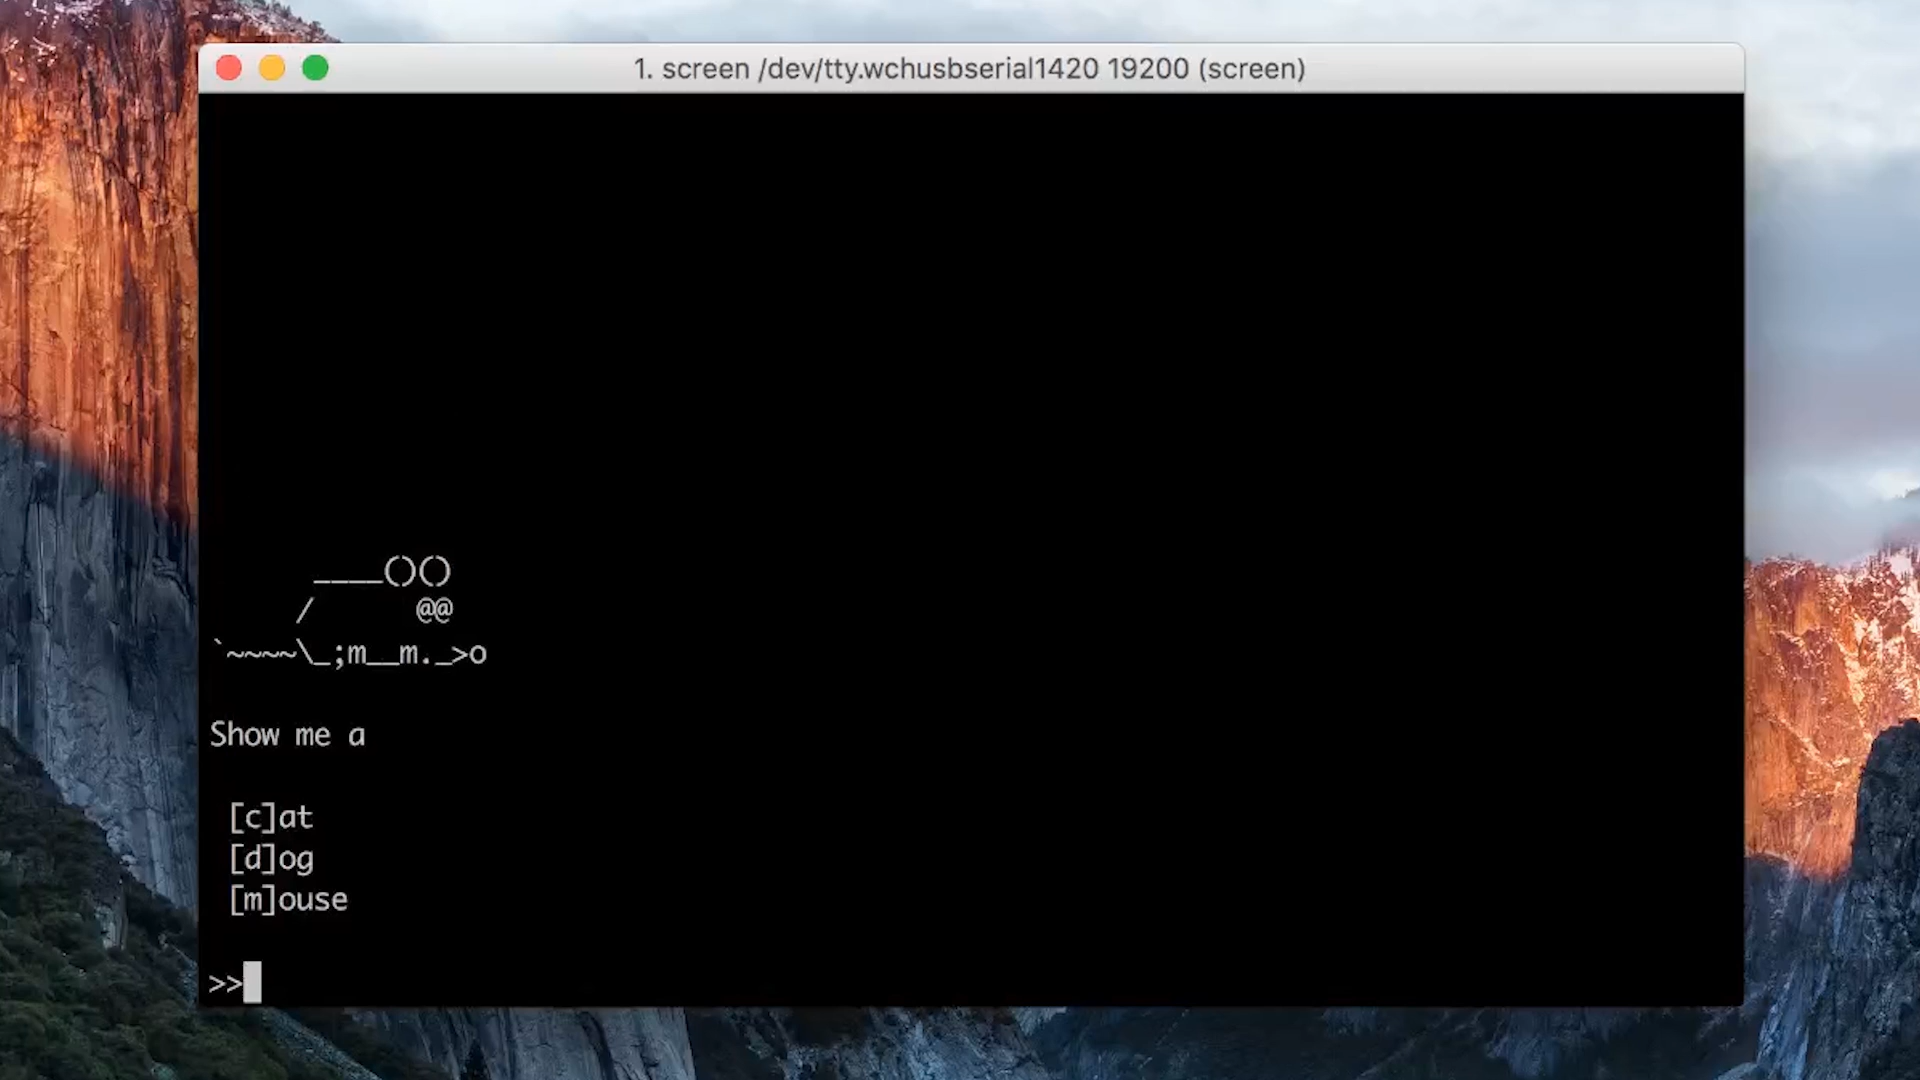 1. screen /dev/tty.wchusbserial1420 19200 (screen)
      ____()()
     /      @@
`~~~~\_;m__m._>o
Show me a
[c]at
[d]og
[m]ouse
>>